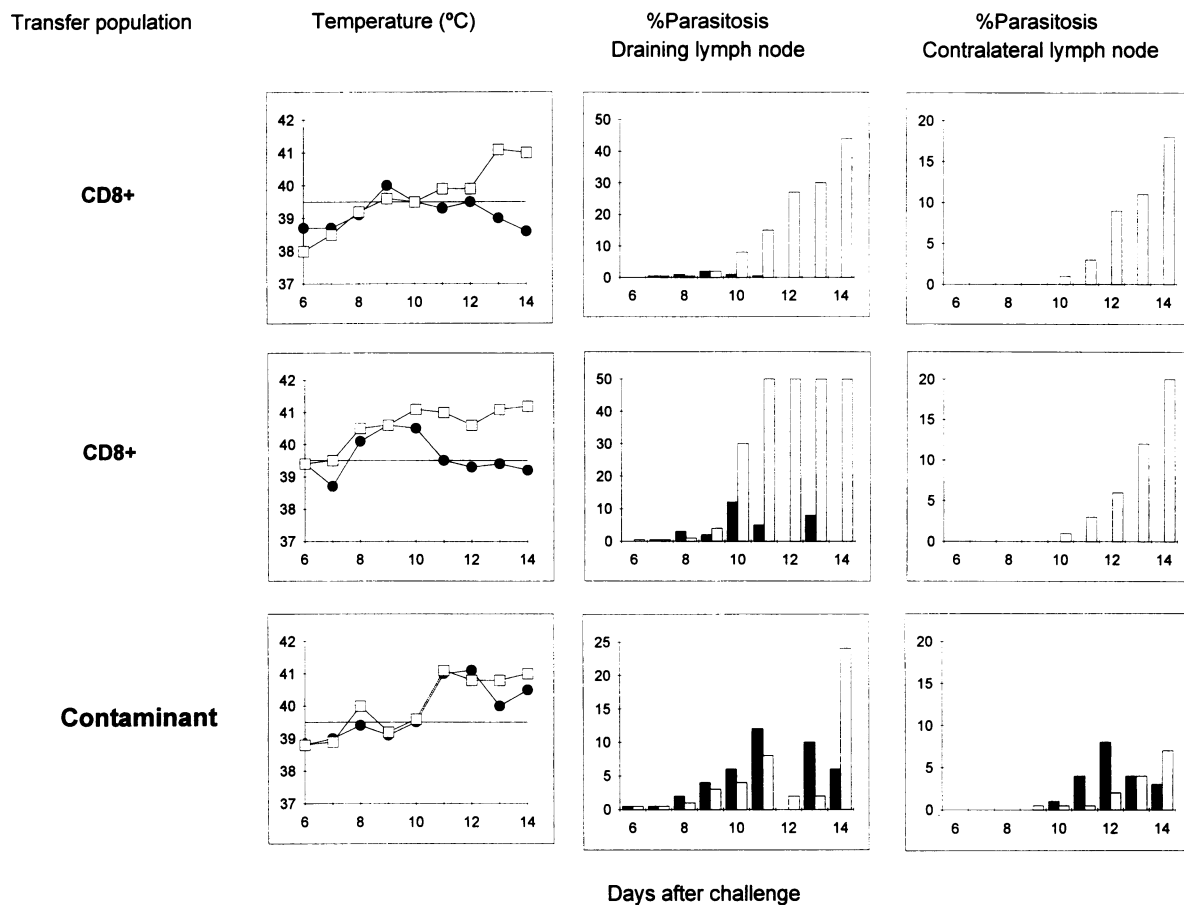 Transfer population
Temperature (ºC)
%Parasitosis
Draining lymph node
%Parasitosis
Contralateral lymph node
CD8+
42
41
40
39
38
37
6 8 10 12 14
50
40
30
20
10
0
6 8 10 12 14
20
15
10
5
0
6 8 10 12 14
CD8+
42
41
40
39
38
37
6 8 10 12 14
50
40
30
20
10
0
6 8 10 12 14
20
15
10
5
0
6 8 10 12 14
Contaminant
42
41
40
39
38
37
6 8 10 12 14
25
20
15
10
5
0
6 8 10 12 14
20
15
10
5
0
6 8 10 12 14
Days after challenge